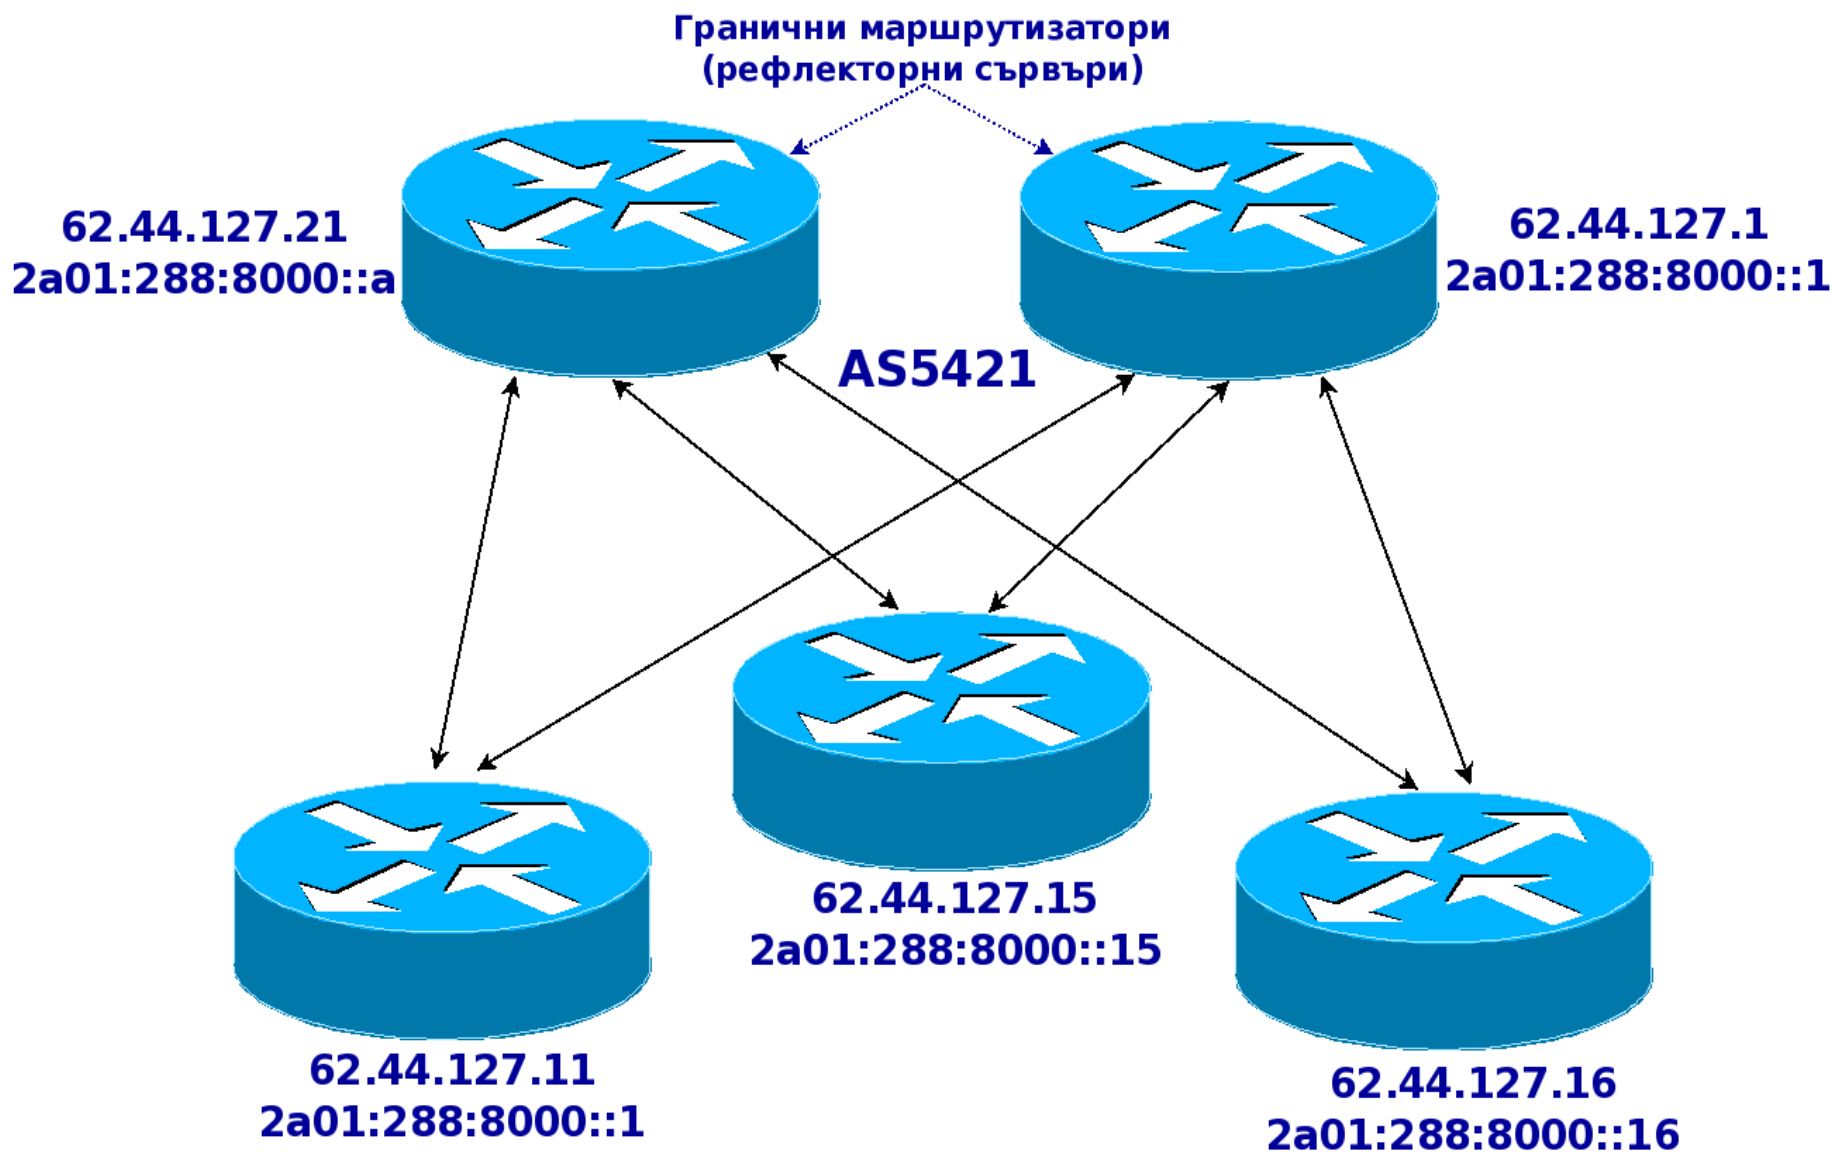 Гранични маршрутизатори
(рефлекторни сървъри)
62.44.127.21
2a01:288:8000::a
62.44.127.1
2a01:288:8000::1
AS5421
62.44.127.15
2a01:288:8000::15
62.44.127.11
2a01:288:8000::1
62.44.127.16
2a01:288:8000::16